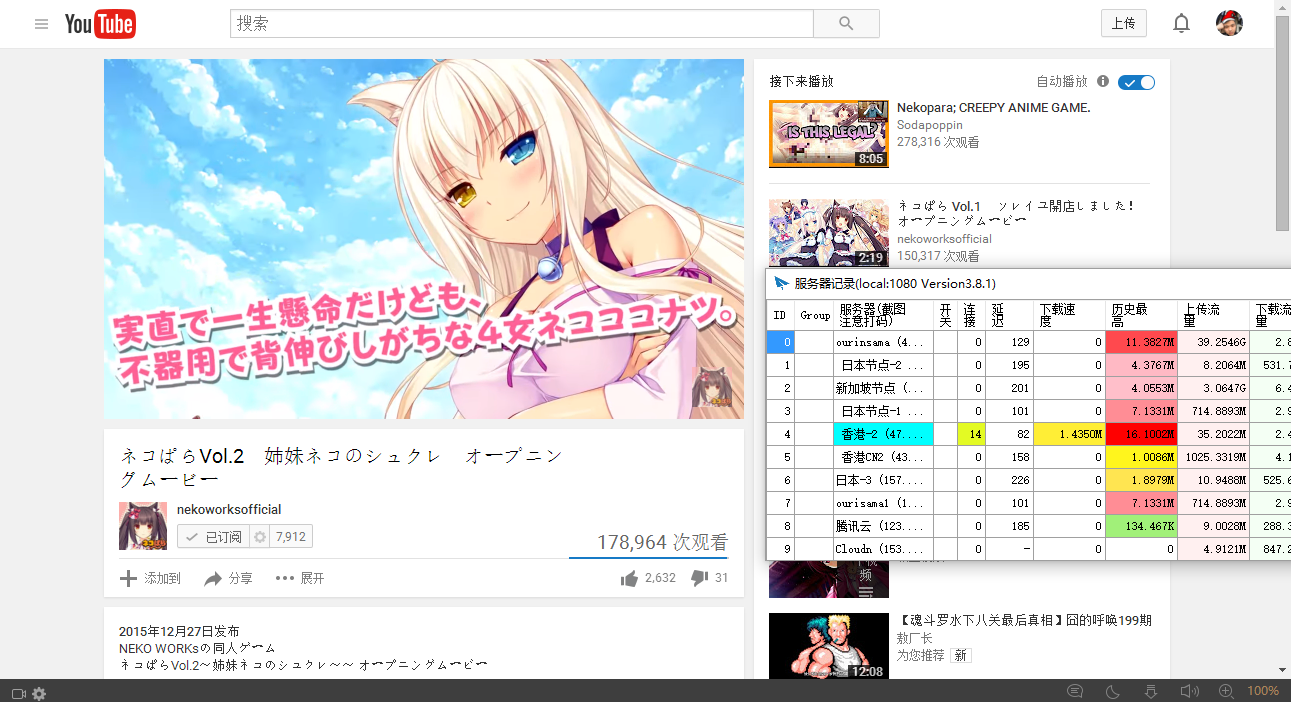 YouTube
搜索
上传
実直で一生懸命だけども、
不器用で背伸びしがちな4女ネコココナツ。
ネコぱらVol.2 姉妹ネコのシュクレ オープニン
グムービー
nekoworksofficial
已订阅 7,912
178,964 次观看
添加到 分享 展开 2,632 31
2015年12月27日发布
NEKO WORKsの同人ゲーム
ネコぱらVol.2～姉妹ネコのシュクレ～～ オープニングムービー
接下来播放 自动播放
IS THIS LEGAL?
8:05
Nekopara; CREEPY ANIME GAME.
Sodapoppin
278,316 次观看
2:19
ネコぱら Vol.1 ソレイユ開店しました！
オープニングムービー
nekoworksofficial
150,317 次观看
服务器记录(local:1080 Version3.8.1)
ID Group 服务器(截图注意打码) 开关 连接 延迟 下载速度 历史最高 上传流量 下载流量
0 ourinsama (4... 0 129 0 11.3827M 39.2546G 2.8
1 日本节点-2 ... 0 195 0 4.3767M 8.2064M 531.7
2 新加坡节点 (... 0 201 0 4.0553M 3.0647G 6.4
3 日本节点-1 ... 0 101 0 7.1331M 714.8893M 2.9
4 香港-2 (47.... 14 82 1.4350M 16.1002M 35.2022M 2.4
5 香港CN2 (43... 0 158 0 1.0086M 1025.3319M 4.1
6 日本-3 (157.... 0 226 0 1.8979M 10.9488M 525.6
7 ourisama1 (1... 0 101 0 7.1331M 714.8893M 2.9
8 腾讯云 (123.... 0 185 0 134.467K 9.0028M 288.3
9 Cloudn (153.... 0 - 0 0 4.9121M 847.2
频
12:08
【魂斗罗水下八关最后真相】囧的呼唤199期
敖厂长
为您推荐 新
100%